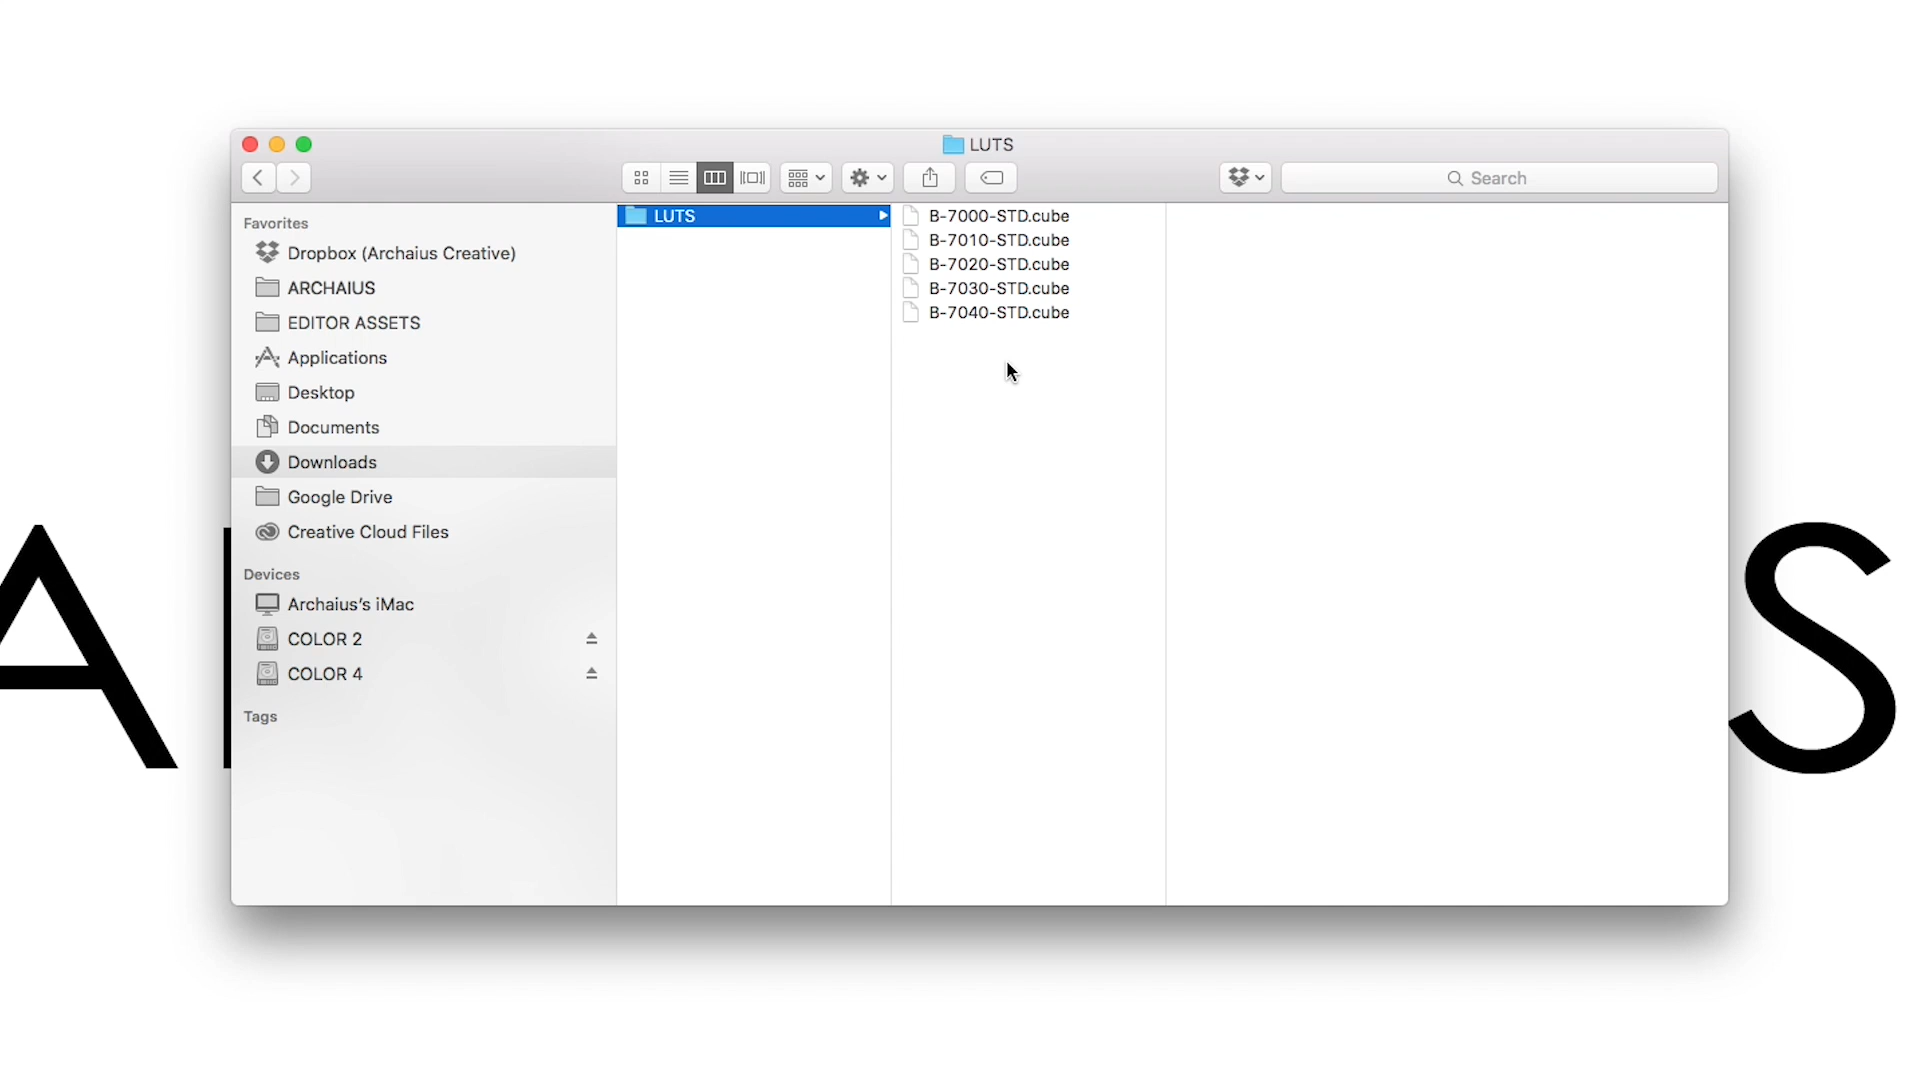 LUTS
Search
Favorites
Dropbox (Archaius Creative)
ARCHAIUS
EDITOR ASSETS
Applications
Desktop
Documents
Downloads
Google Drive
Creative Cloud Files
Devices
Archaius's iMac
COLOR 2
COLOR 4
Tags
LUTS
B-7000-STD.cube
B-7010-STD.cube
B-7020-STD.cube
B-7030-STD.cube
B-7040-STD.cube
A
S